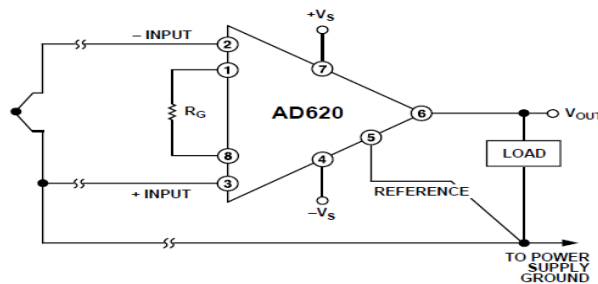 +VS
– INPUT
2
1
7
RG
AD620
6
VOUT
5
8
4
LOAD
3
REFERENCE
+ INPUT
–VS
TO POWER
SUPPLY
GROUND